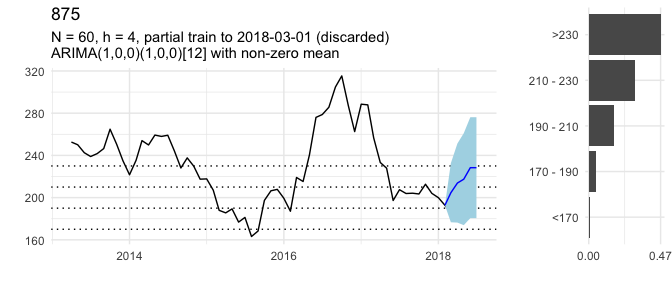 875
N = 60, h = 4, partial train to 2018-03-01 (discarded)
ARIMA(1,0,0)(1,0,0)[12] with non-zero mean
320
280
240
200
160
2014
2016
2018
>230
210 - 230
190 - 210
170 - 190
<170
0.00
0.47